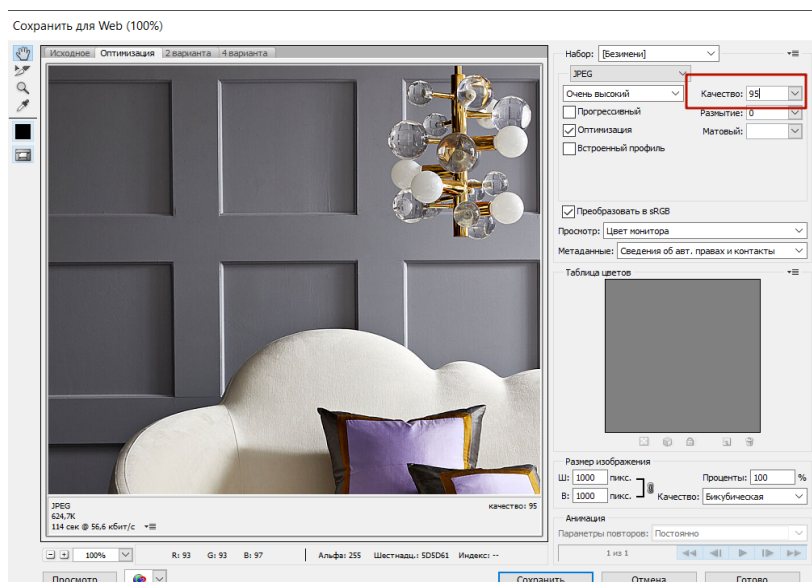 Сохранить для Web (100%)
Исходное Оптимизация 2 варианта 4 варианта
Набор: [Безимени]
JPEG
Очень высокий Качество: 95
Прогрессивный Размытие: 0
Оптимизация Матовый:
Встроенный профиль
Преобразовать в sRGB
Просмотр: Цвет монитора
Метаданные: Сведения об авт. правах и контакты
Таблица цветов
Размер изображения
Ш: 1000 пикс. Проценты: 100 %
В: 1000 пикс. Качество: Бикубическая
Анимация
Параметры повторов: Постоянно
1 из 1
JPEG качество: 95
624,7K
114 сек @ 56,6 кбит/с
100% R: 93 G: 93 B: 97 Альфа: 255 Шестнадц.: 5D5D61 Индекс: --
Просмотр... Сохранить... Отмена Готово